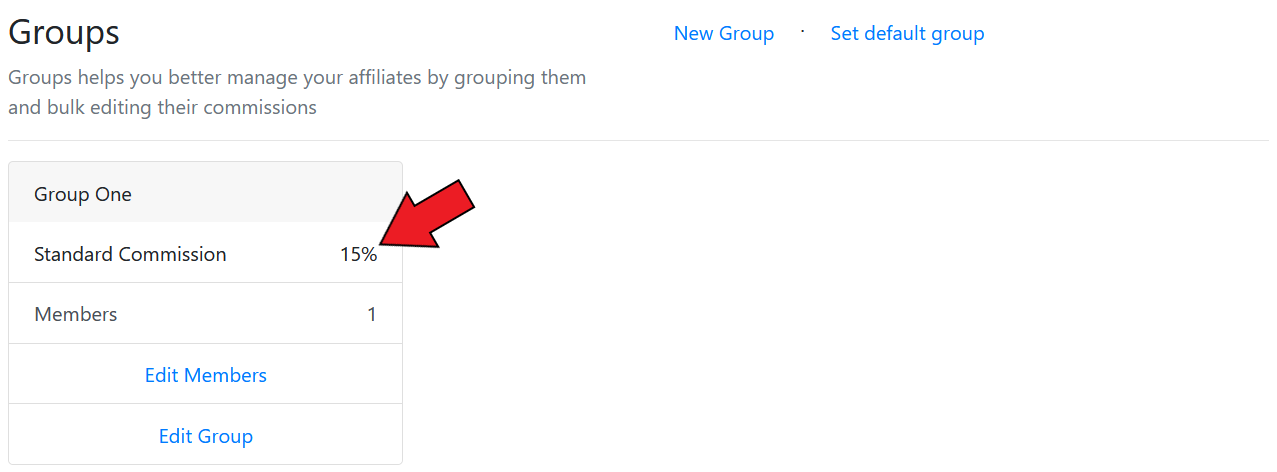 Groups
New Group · Set default group
Groups helps you better manage your affiliates by grouping them
and bulk editing their commissions
Group One
Standard Commission 15%
Members 1
Edit Members
Edit Group